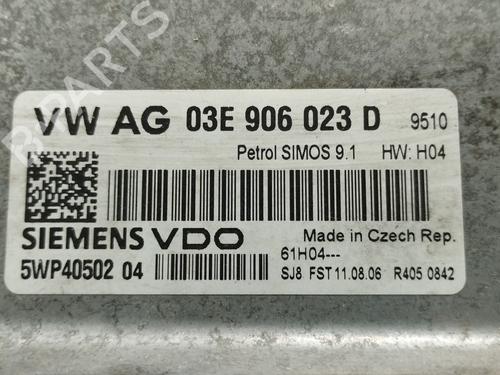 B-PARTS
VW AG 03E 906 023 D 9510
Petrol SIMOS 9.1 HW: H04
SIEMENS VDO Made in Czech Rep.
61H04---
5WP40502 04 SJ8 FST 11.08.06 R405 0842